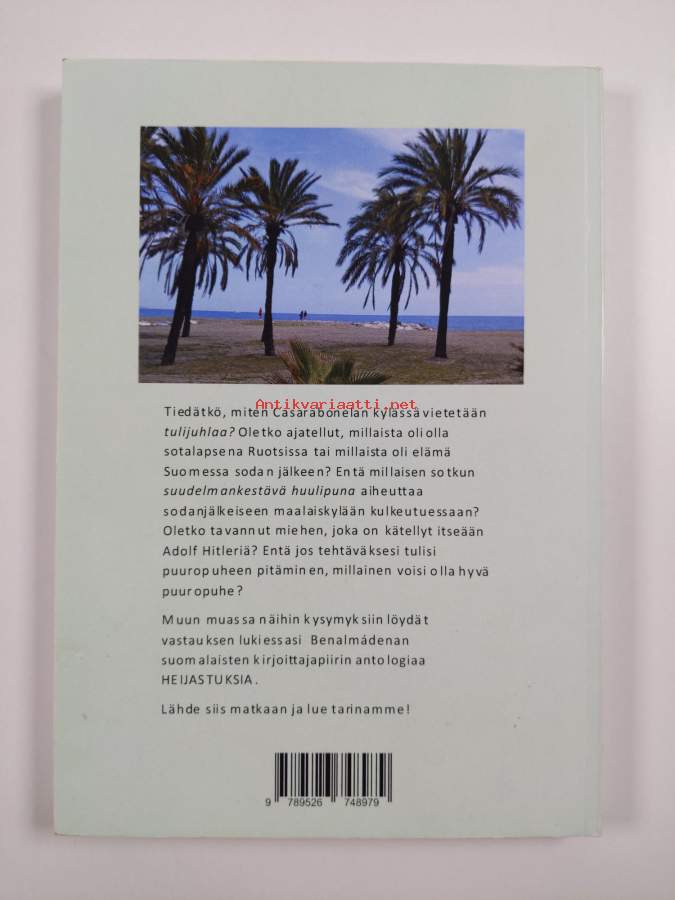 Antikvariaatti.net
Tiedätkö, miten Casarabonelan kylässä vietetään
tulijuhlaa? Oletko ajatellut, millaista oli olla
sotalapsena Ruotsissa tai millaista oli elämä
Suomessa sodan jälkeen? Entä millaisen sotkun
suudelmankestävä huulipuna aiheuttaa
sodanjälkeiseen maalaiskylään kulkeutuessaan?
Oletko tavannut miehen, joka on kätellyt itseään
Adolf Hitleriä? Entä jos tehtäväksesi tulisi
puuropuheen pitäminen, millainen voisi olla hyvä
puuropuhe?
Muun muassa näihin kysymyksiin löydät
vastauksen lukiessasi Benalmádenan
suomalaisten kirjoittajapiirin antologiaa
HEIJASTUKSIA.
Lähde siis matkaan ja lue tarinamme!
9 789526 748979